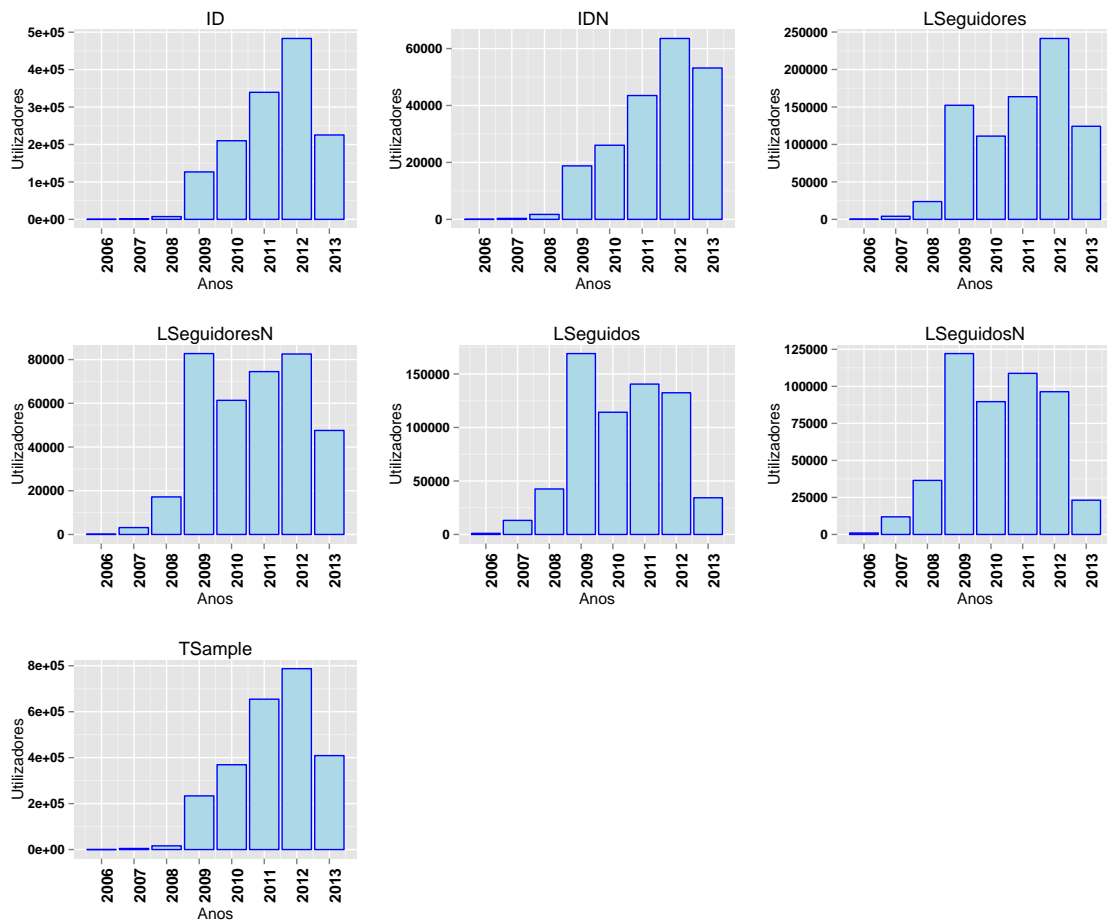 ID
Utilizadores
5e+05
4e+05
3e+05
2e+05
1e+05
0e+00
2006 2007 2008 2009 2010 2011 2012 2013
Anos
IDN
Utilizadores
60000
40000
20000
0
2006 2007 2008 2009 2010 2011 2012 2013
Anos
LSeguidores
Utilizadores
250000
200000
150000
100000
50000
0
2006 2007 2008 2009 2010 2011 2012 2013
Anos
LSeguidoresN
Utilizadores
80000
60000
40000
20000
0
2006 2007 2008 2009 2010 2011 2012 2013
Anos
LSeguidos
Utilizadores
150000
100000
50000
0
2006 2007 2008 2009 2010 2011 2012 2013
Anos
LSeguidosN
Utilizadores
125000
100000
75000
50000
25000
0
2006 2007 2008 2009 2010 2011 2012 2013
Anos
TSample
Utilizadores
8e+05
6e+05
4e+05
2e+05
0e+00
2006 2007 2008 2009 2010 2011 2012 2013
Anos